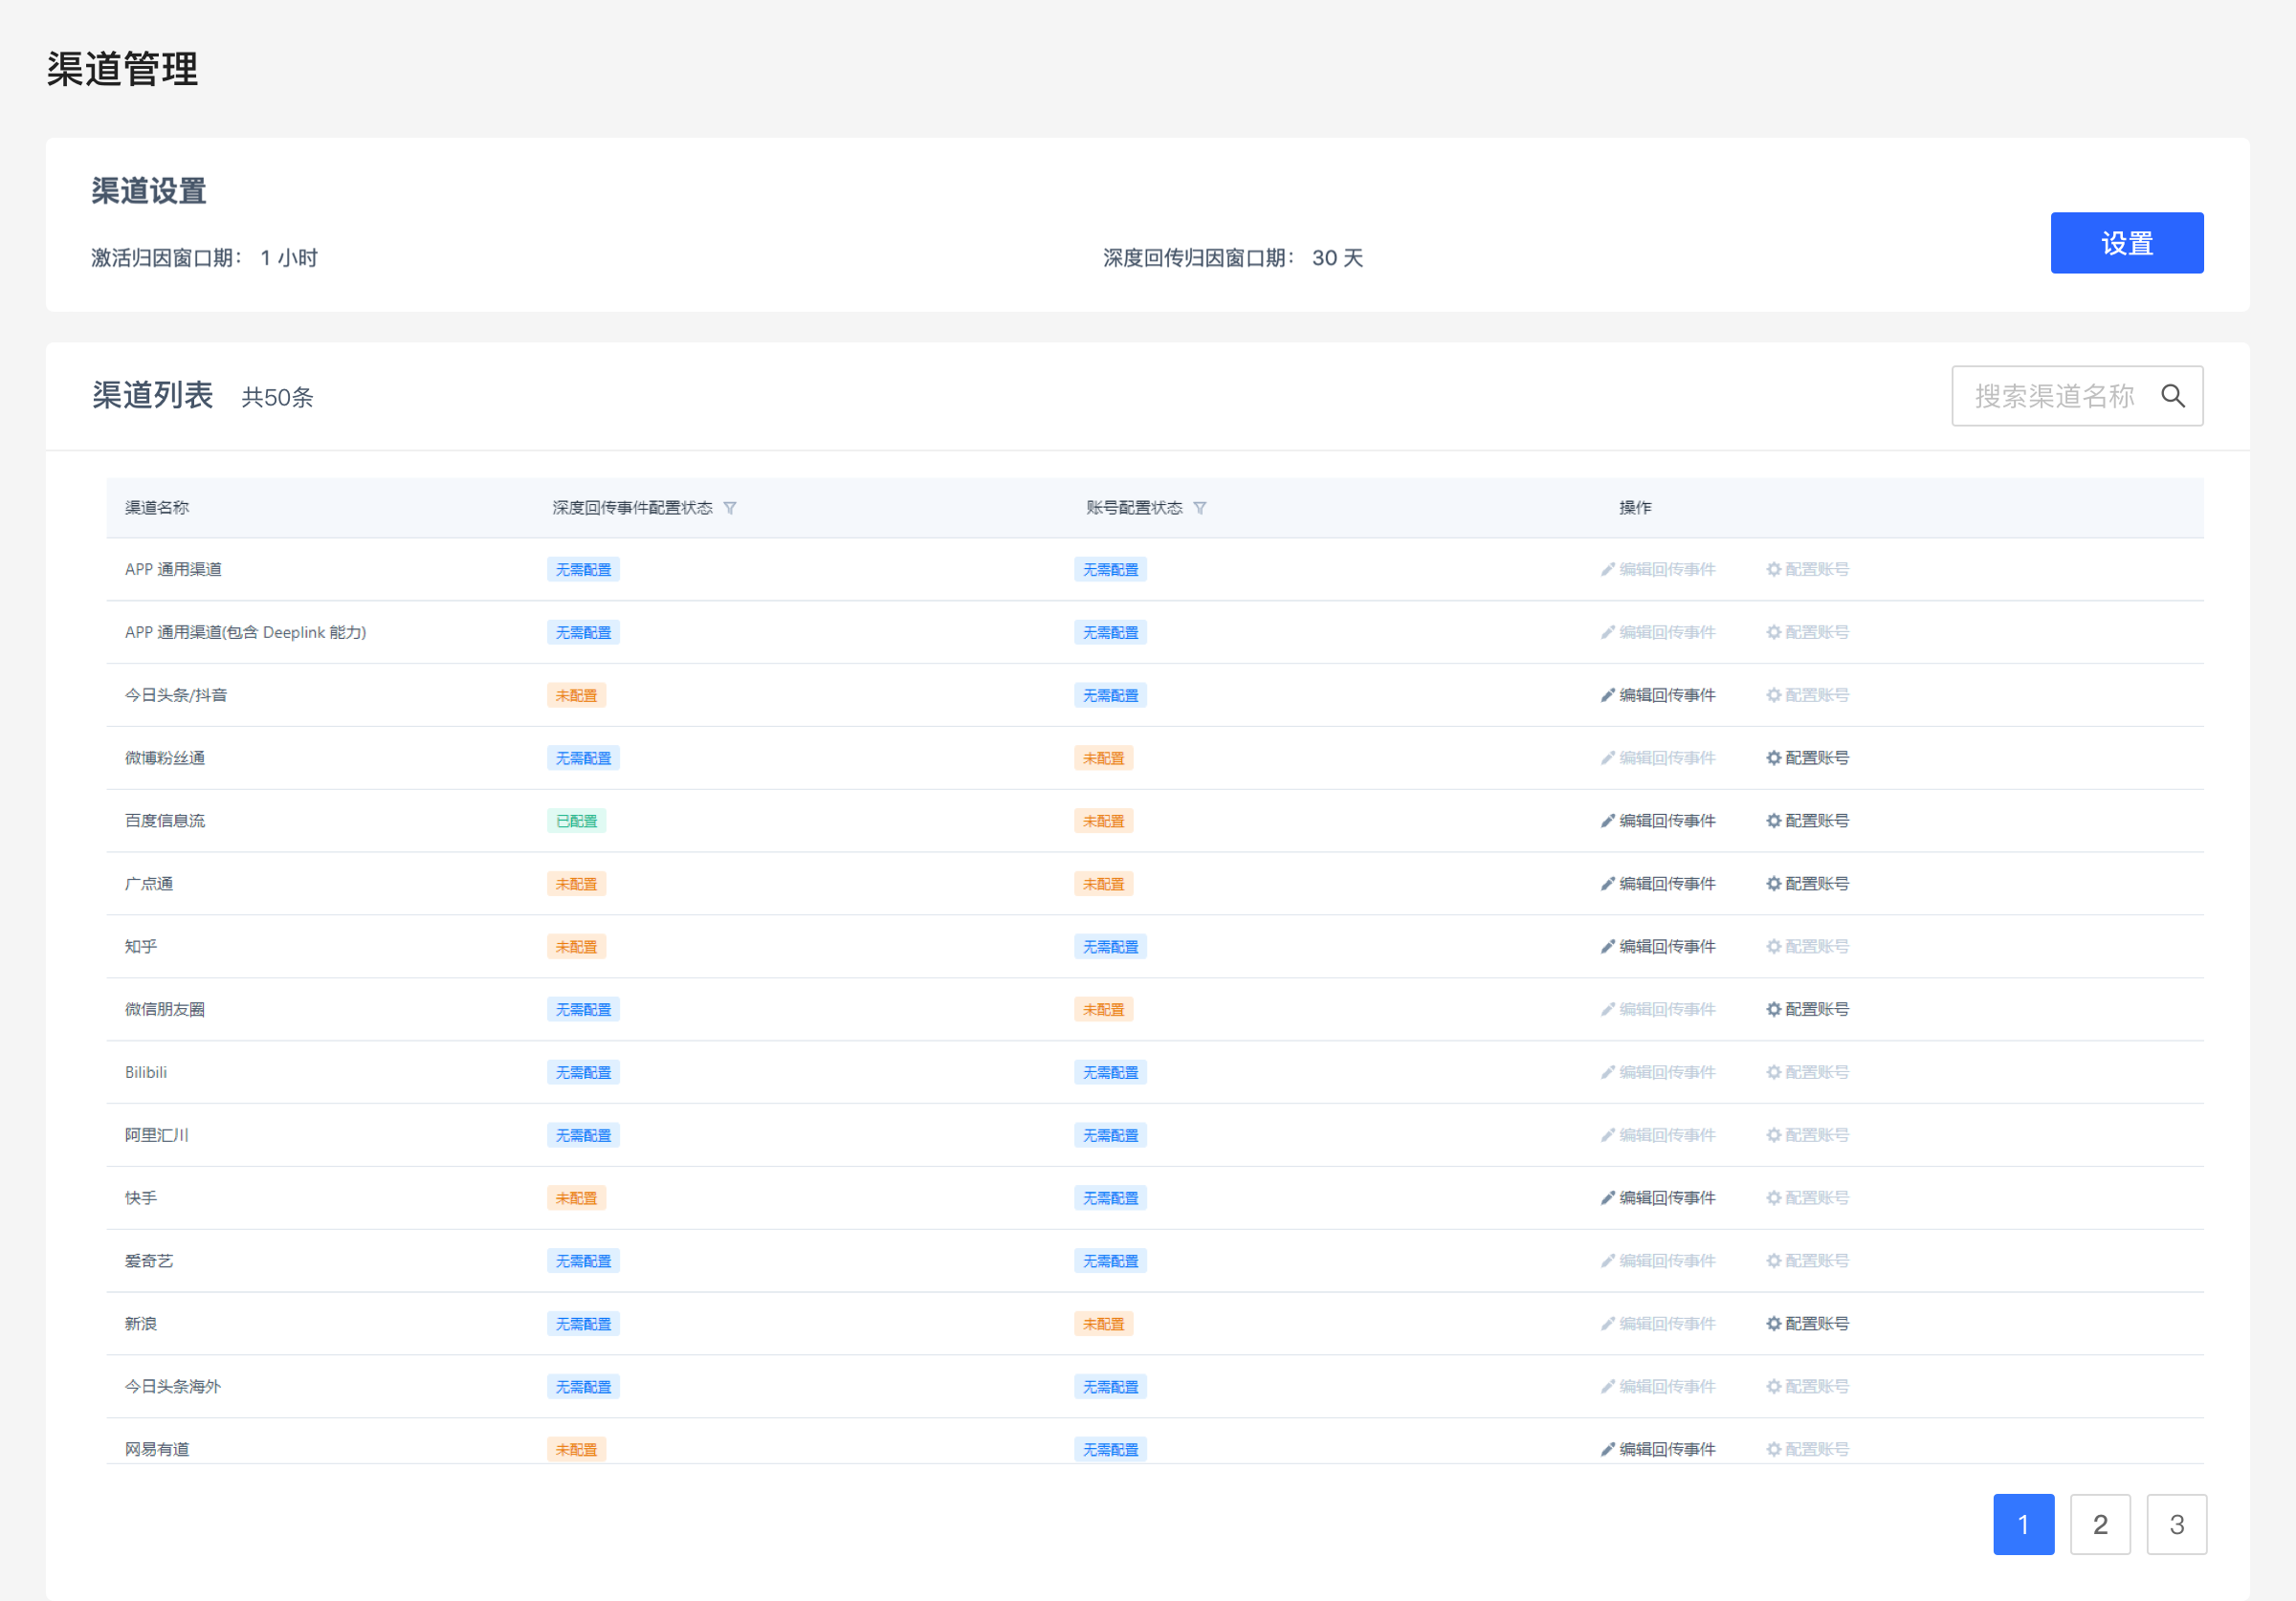 渠道管理
渠道设置
激活归因窗口期： 1 小时
深度回传归因窗口期： 30 天
设置
渠道列表 共50条
搜索渠道名称
渠道名称 深度回传事件配置状态 账号配置状态 操作
APP 通用渠道 无需配置 无需配置 编辑回传事件 配置账号
APP 通用渠道(包含 Deeplink 能力) 无需配置 无需配置 编辑回传事件 配置账号
今日头条/抖音 未配置 无需配置 编辑回传事件 配置账号
微博粉丝通 无需配置 未配置 编辑回传事件 配置账号
百度信息流 已配置 未配置 编辑回传事件 配置账号
广点通 未配置 未配置 编辑回传事件 配置账号
知乎 未配置 无需配置 编辑回传事件 配置账号
微信朋友圈 无需配置 未配置 编辑回传事件 配置账号
Bilibili 无需配置 无需配置 编辑回传事件 配置账号
阿里汇川 无需配置 无需配置 编辑回传事件 配置账号
快手 未配置 无需配置 编辑回传事件 配置账号
爱奇艺 无需配置 无需配置 编辑回传事件 配置账号
新浪 无需配置 未配置 编辑回传事件 配置账号
今日头条海外 无需配置 无需配置 编辑回传事件 配置账号
网易有道 未配置 无需配置 编辑回传事件 配置账号
1 2 3